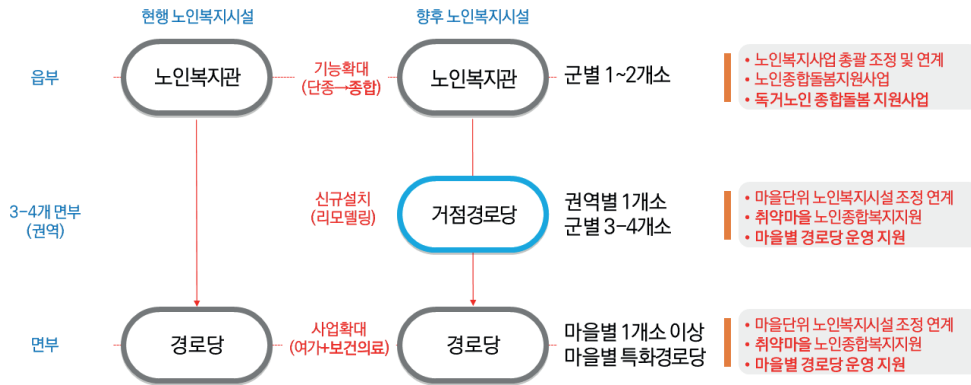 현행 노인복지시설
향후 노인복지시설
읍부
노인복지관
기능확대
(단종→종합)
노인복지관
군별 1~2개소
• 노인복지사업 총괄 조정 및 연계
• 노인종합돌봄지원사업
• 독거노인 종합돌봄 지원사업
3-4개 면부
(권역)
신규설치
(리모델링)
거점경로당
권역별 1개소
군별 3-4개소
• 마을단위 노인복지시설 조정 연계
• 취약마을 노인종합복지지원
• 마을별 경로당 운영 지원
면부
경로당
사업확대
(여가+보건의료)
경로당
마을별 1개소 이상
마을별 특화경로당
• 마을단위 노인복지시설 조정 연계
• 취약마을 노인종합복지지원
• 마을별 경로당 운영 지원